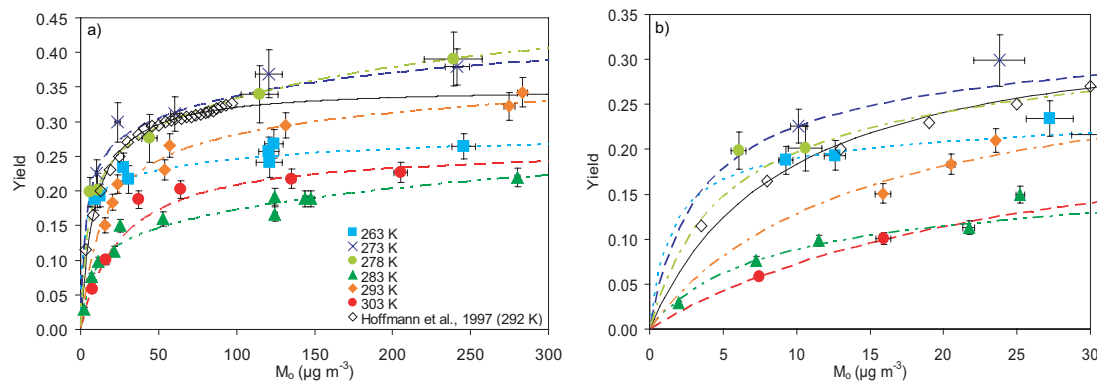 a)
Yield
0.45
0.40
0.35
0.30
0.25
0.20
0.15
0.10
0.05
0.00
0
50
100
150
200
250
300
Mₒ (µg m⁻³)
263 K
273 K
278 K
283 K
293 K
303 K
Hoffmann et al., 1997 (292 K)
b)
Yield
0.35
0.30
0.25
0.20
0.15
0.10
0.05
0.00
0
5
10
15
20
25
30
Mₒ (µg m⁻³)